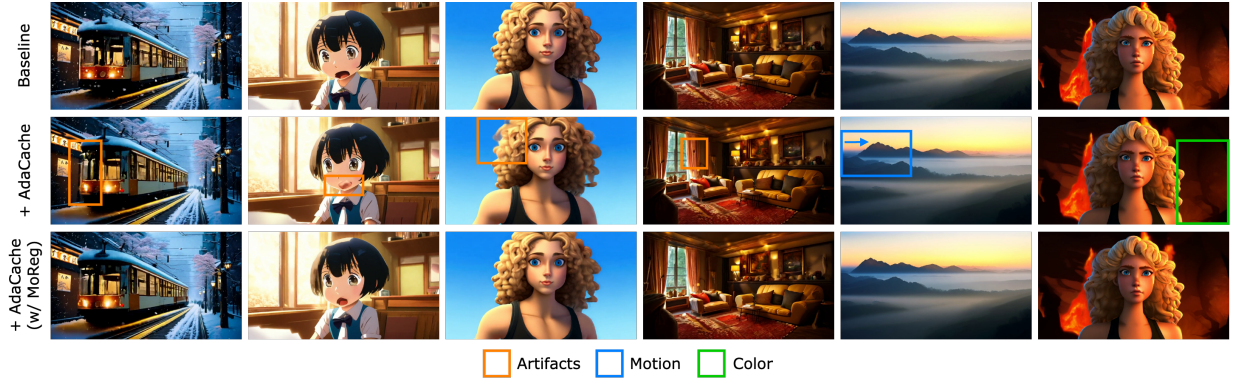 Baseline
+ AdaCache
+ AdaCache
(w/ MoReg)
Artifacts
Motion
Color